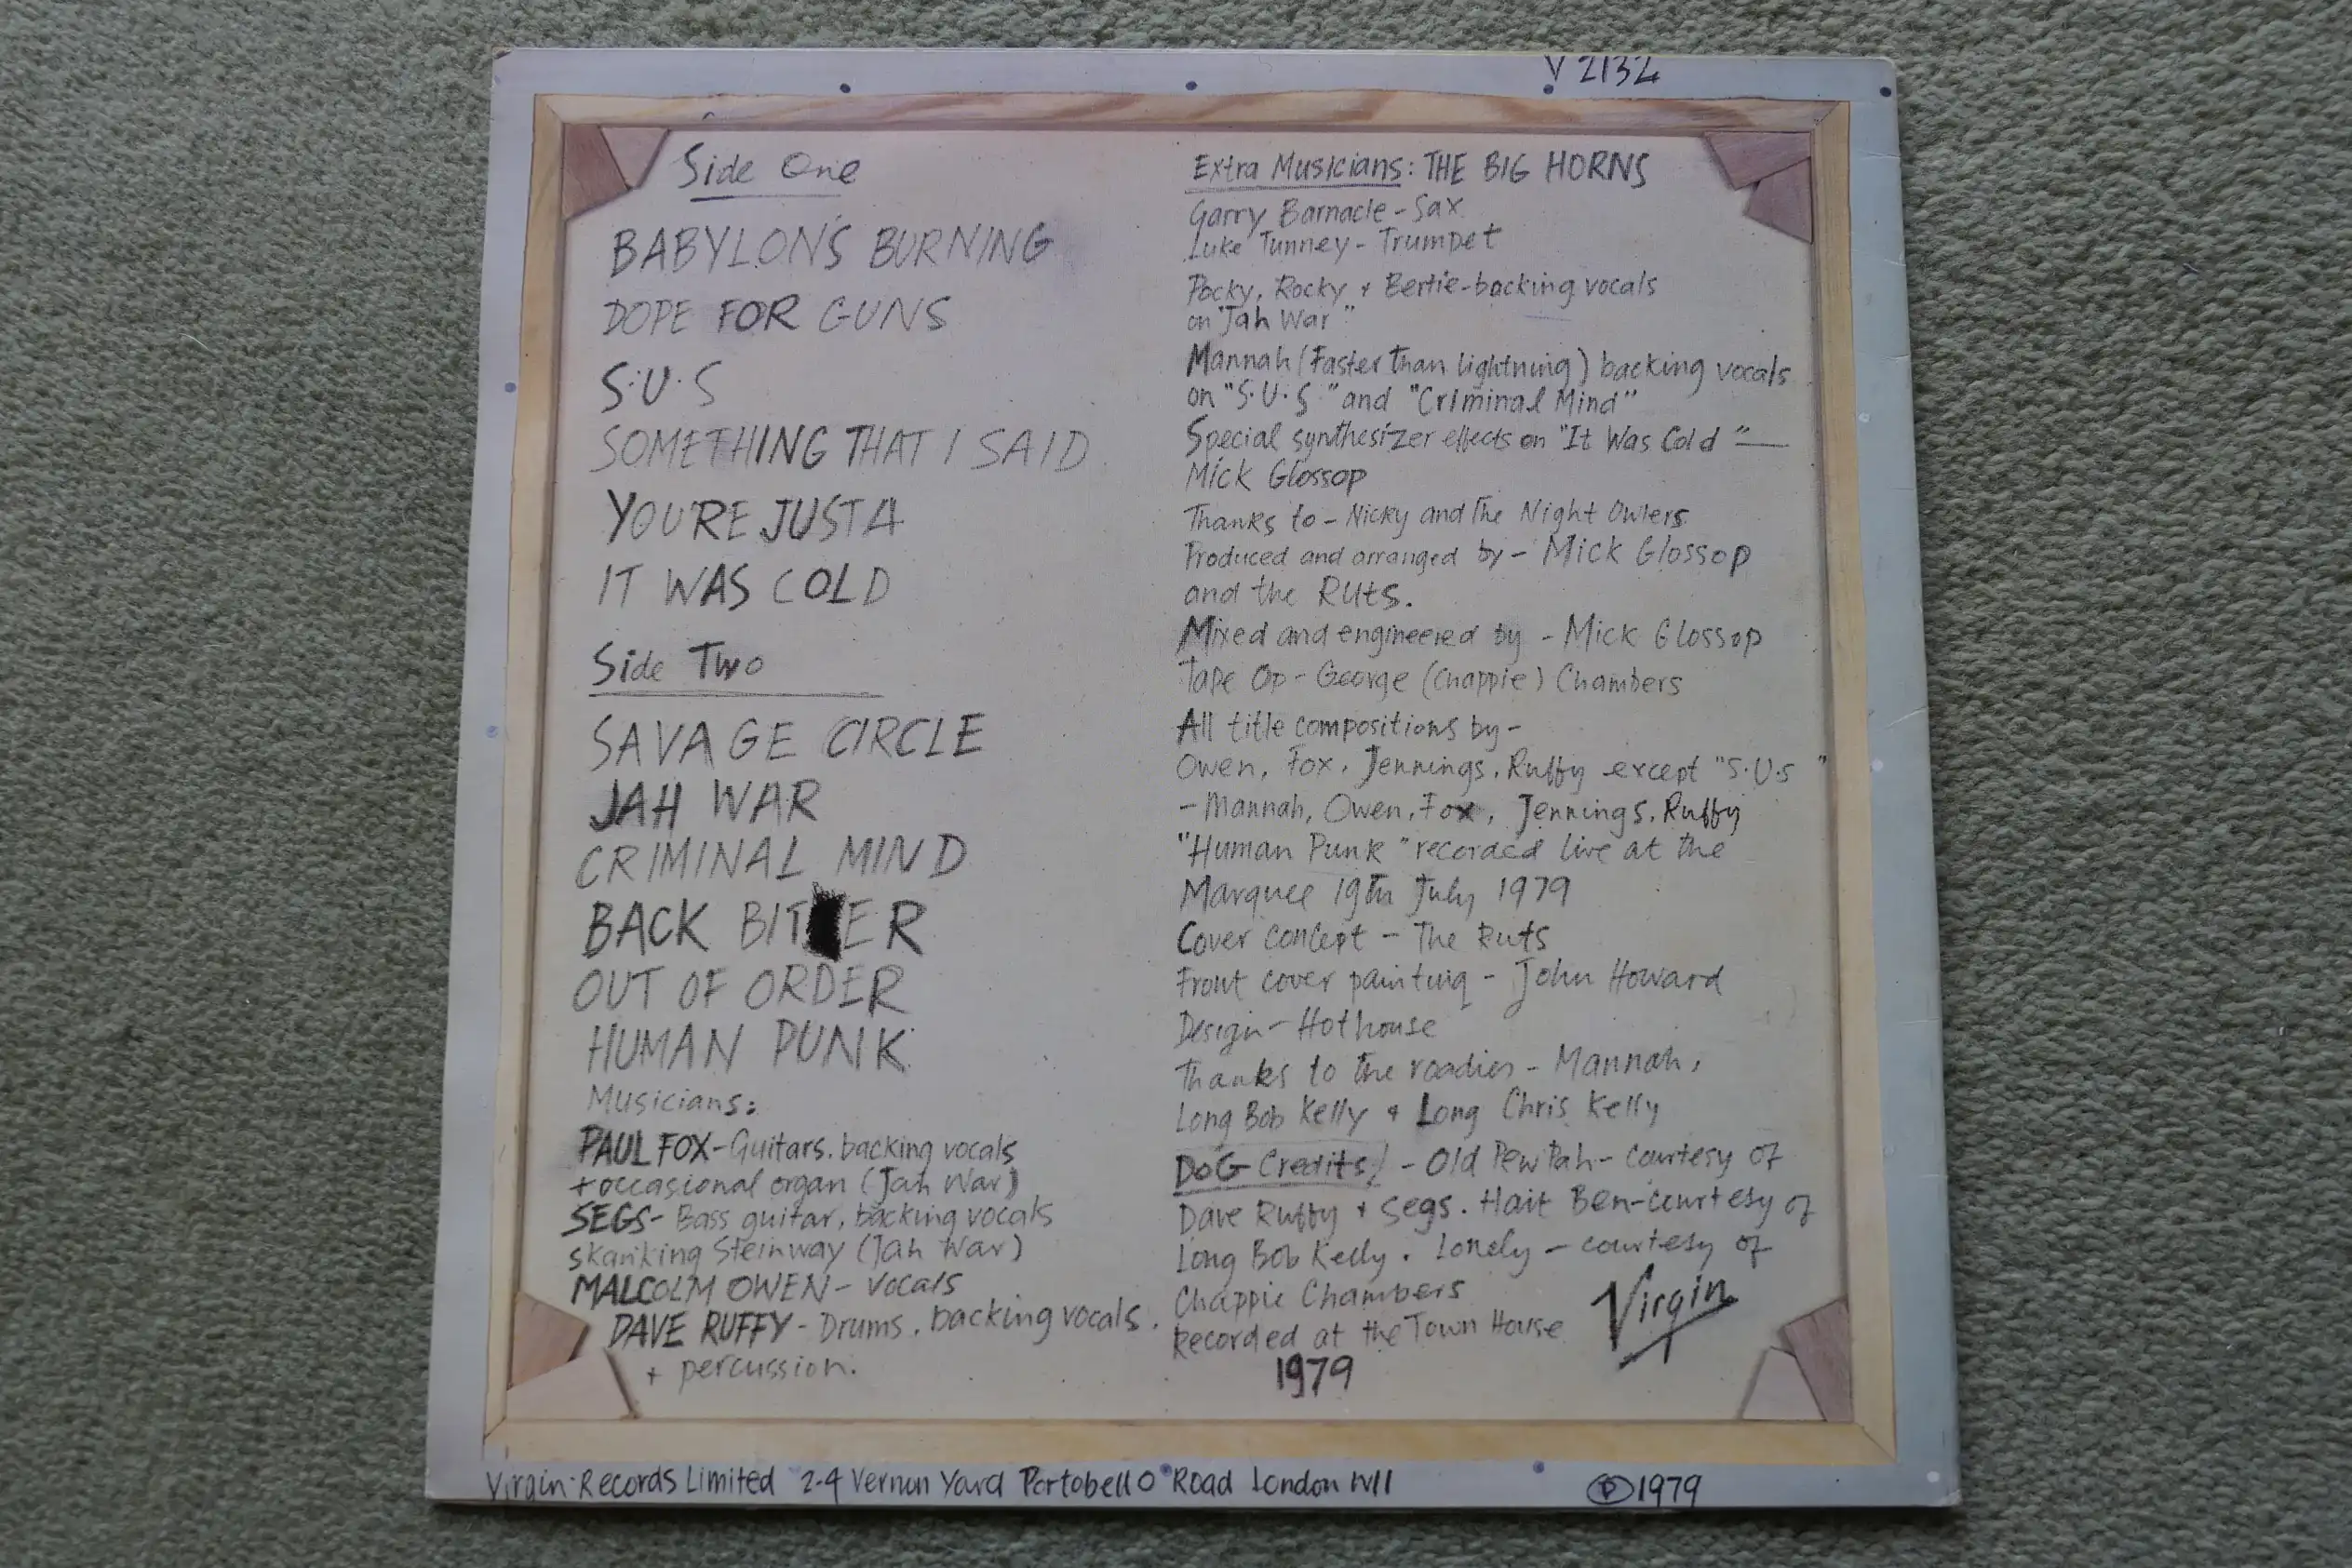 V 2132
Side One
BABYLON'S BURNING
DOPE FOR GUNS
S·U·S
SOMETHING THAT I SAID
YOU'RE JUST A
IT WAS COLD
Side Two
SAVAGE CIRCLE
JAH WAR
CRIMINAL MIND
BACK BITER
OUT OF ORDER
HUMAN PUNK
Musicians:
PAUL FOX - Guitars, backing vocals
+ occasional organ (Jah War)
SEGS - Bass guitar, backing vocals
skanking Steinway (Jah War)
MALCOLM OWEN - vocals
DAVE RUFFY - Drums, backing vocals.
+ percussion.
Extra Musicians: THE BIG HORNS
Garry Barnacle - Sax
Luke Tunney - Trumpet
Pocky, Rocky + Bertie - backing vocals
on "Jah War"
Mannah (Faster than lightning) backing vocals
on "S·U·S" and "Criminal Mind"
Special synthesizer effects on "It Was Cold" —
Mick Glossop
Thanks to - Nicky and the Night Owlers
Produced and arranged by - Mick Glossop
and the Ruts.
Mixed and engineered by - Mick Glossop
Tape Op - George (Chappie) Chambers
All title compositions by -
Owen, Fox, Jennings, Ruffy except "S·U·S"
- Mannah, Owen, Fox, Jennings, Ruffy
"Human Punk" recorded live at the
Marquee 19th July 1979
Cover concept - The Ruts
Front cover painting - John Howard
Design - Hothouse
Thanks to the roadies - Mannah,
Long Bob Kelly + Long Chris Kelly
DOG Credits! - Old Pew Pah - courtesy of
Dave Ruffy + Segs. Hait Ben - courtesy of
Long Bob Kelly. Lonely - courtesy of
Chappie Chambers
Recorded at the Town House
1979
Virgin
Virgin Records Limited 2-4 Vernon Yard Portobello Road London W11
Ⓟ 1979